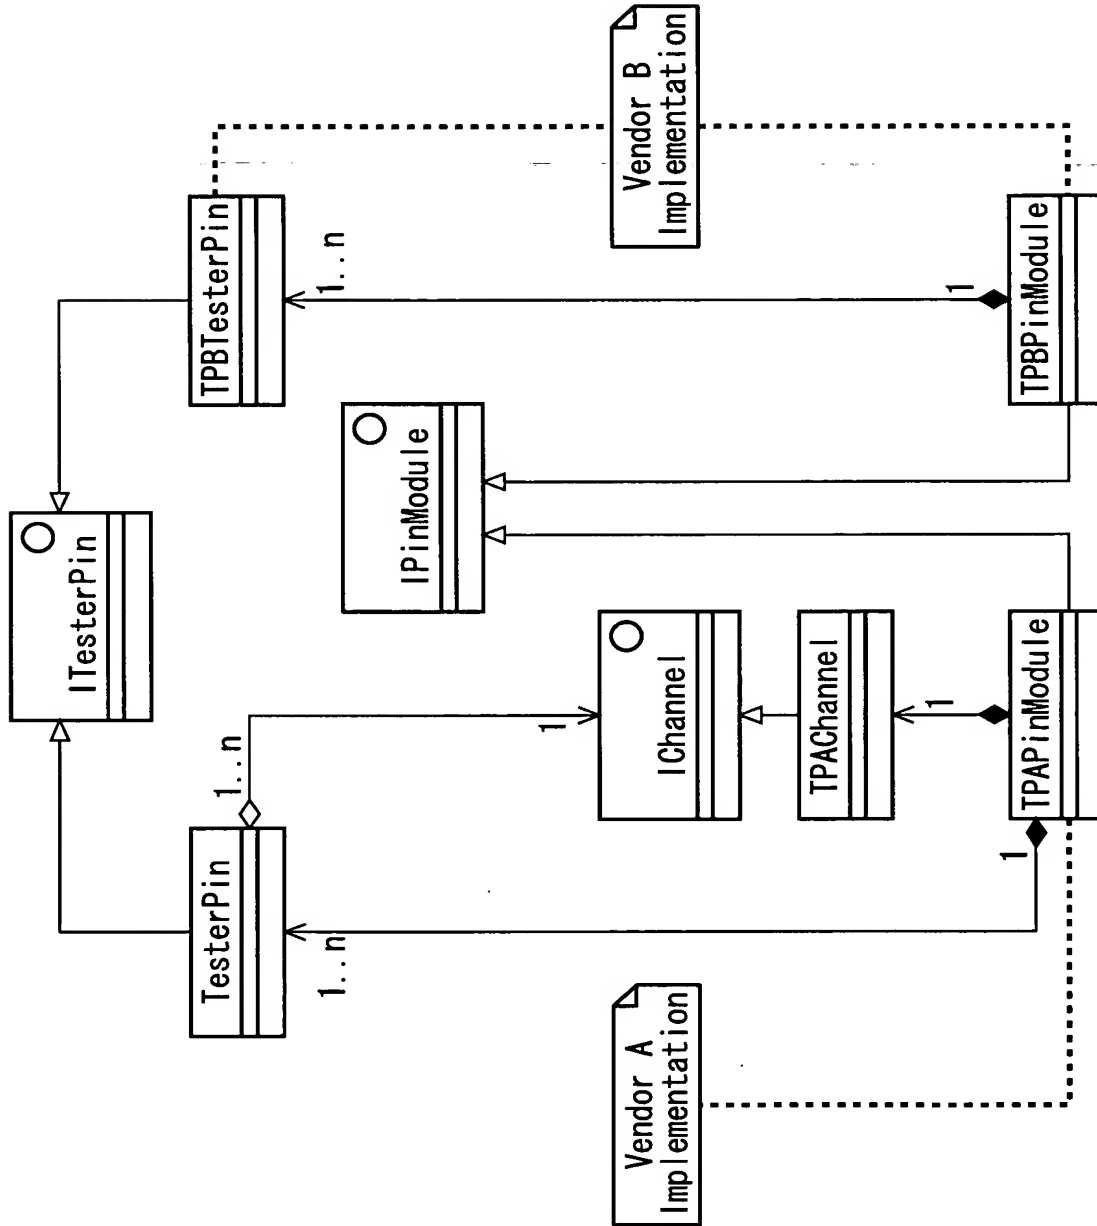 ITesterPin
TesterPin
1..n
1..n
TPBTesterPin
1..n
IPinModule
Vendor A
Implementation
1
IChannel
TPAChannel
1
1
TPAPinModule
Vendor B
Implementation
1
TPBPinModule